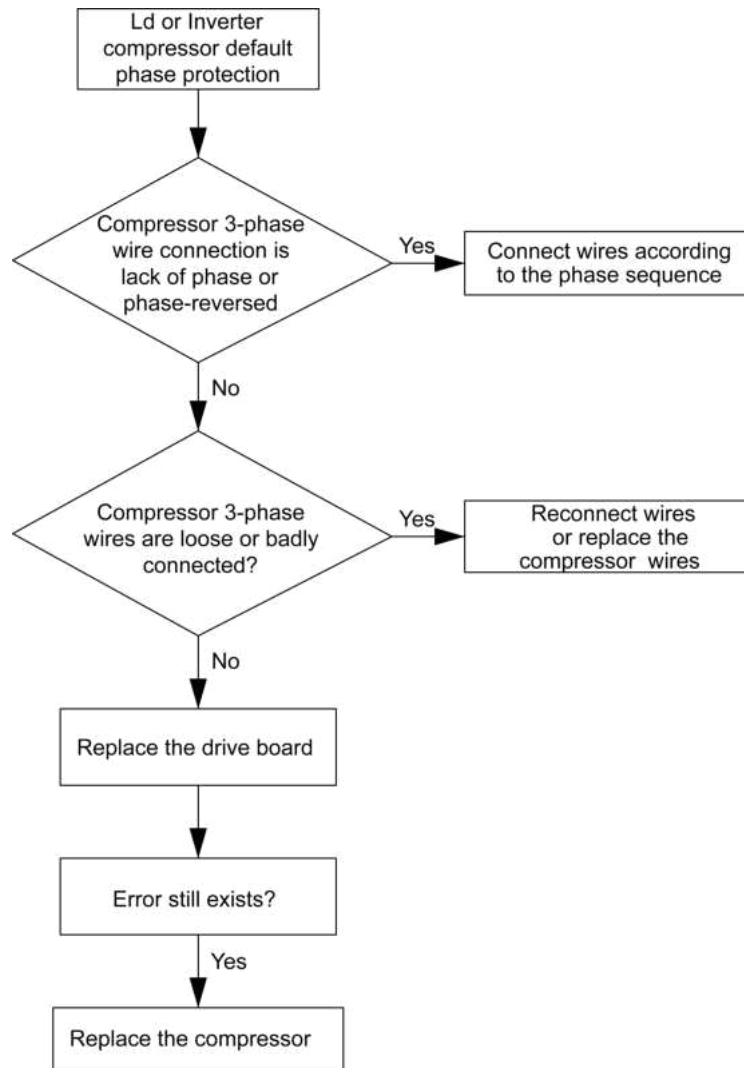 Ld or Inverter
compressor default
phase protection
Compressor 3-phase
wire connection is
lack of phase or
phase-reversed
Yes
Connect wires according
to the phase sequence
No
Compressor 3-phase
wires are loose or badly
connected?
Yes
Reconnect wires
or replace the
compressor wires
No
Replace the drive board
Error still exists?
Yes
Replace the compressor